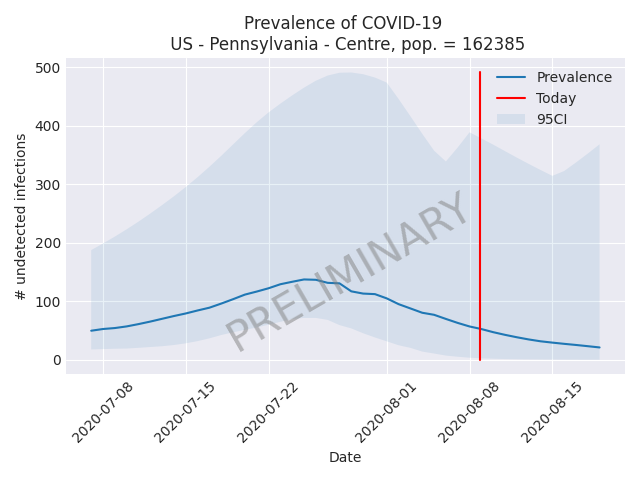 Prevalence of COVID-19
US - Pennsylvania - Centre, pop. = 162385
# undetected infections
500
400
300
200
100
0
Prevalence
Today
95CI
PRELIMINARY
2020-07-08
2020-07-15
2020-07-22
2020-08-01
2020-08-08
2020-08-15
Date